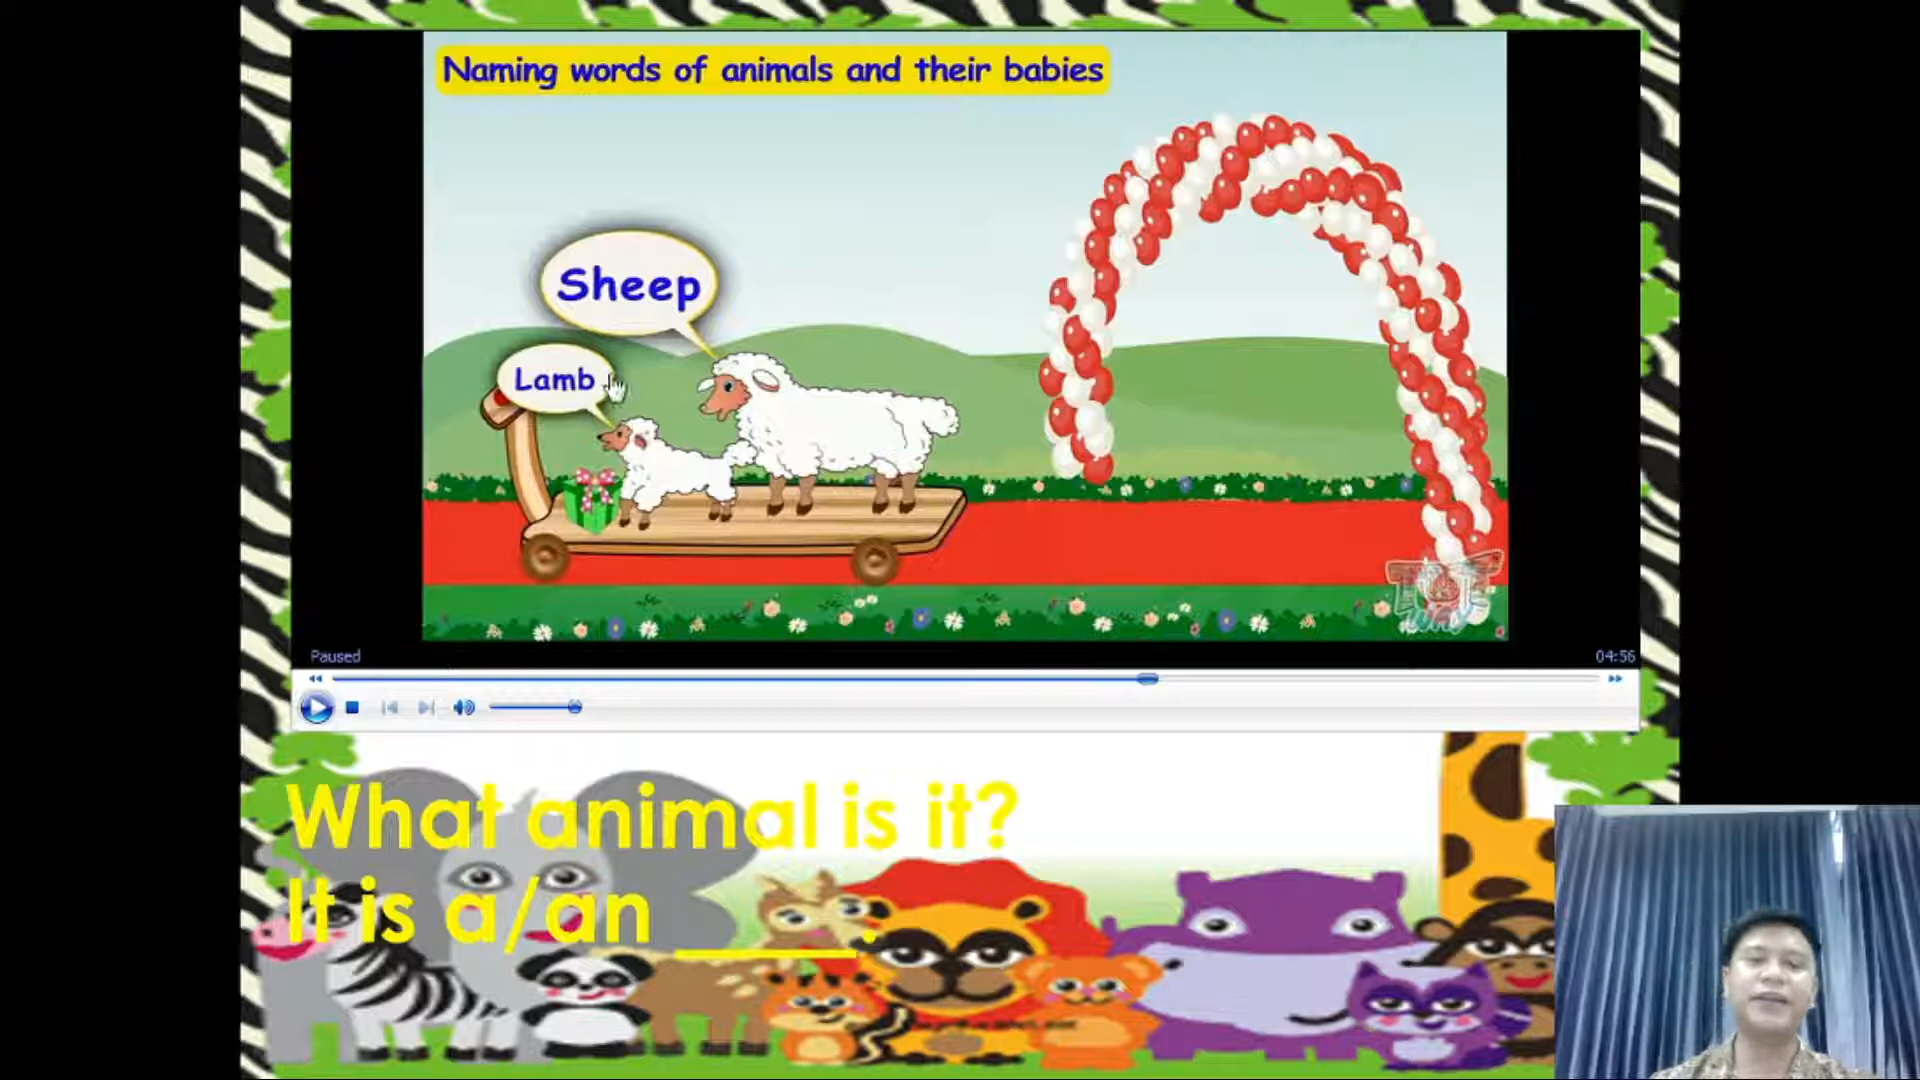 Naming words of animals and their babies
Sheep
Lamb
Paused
04:56
What animal is it?
It is a/an ______.